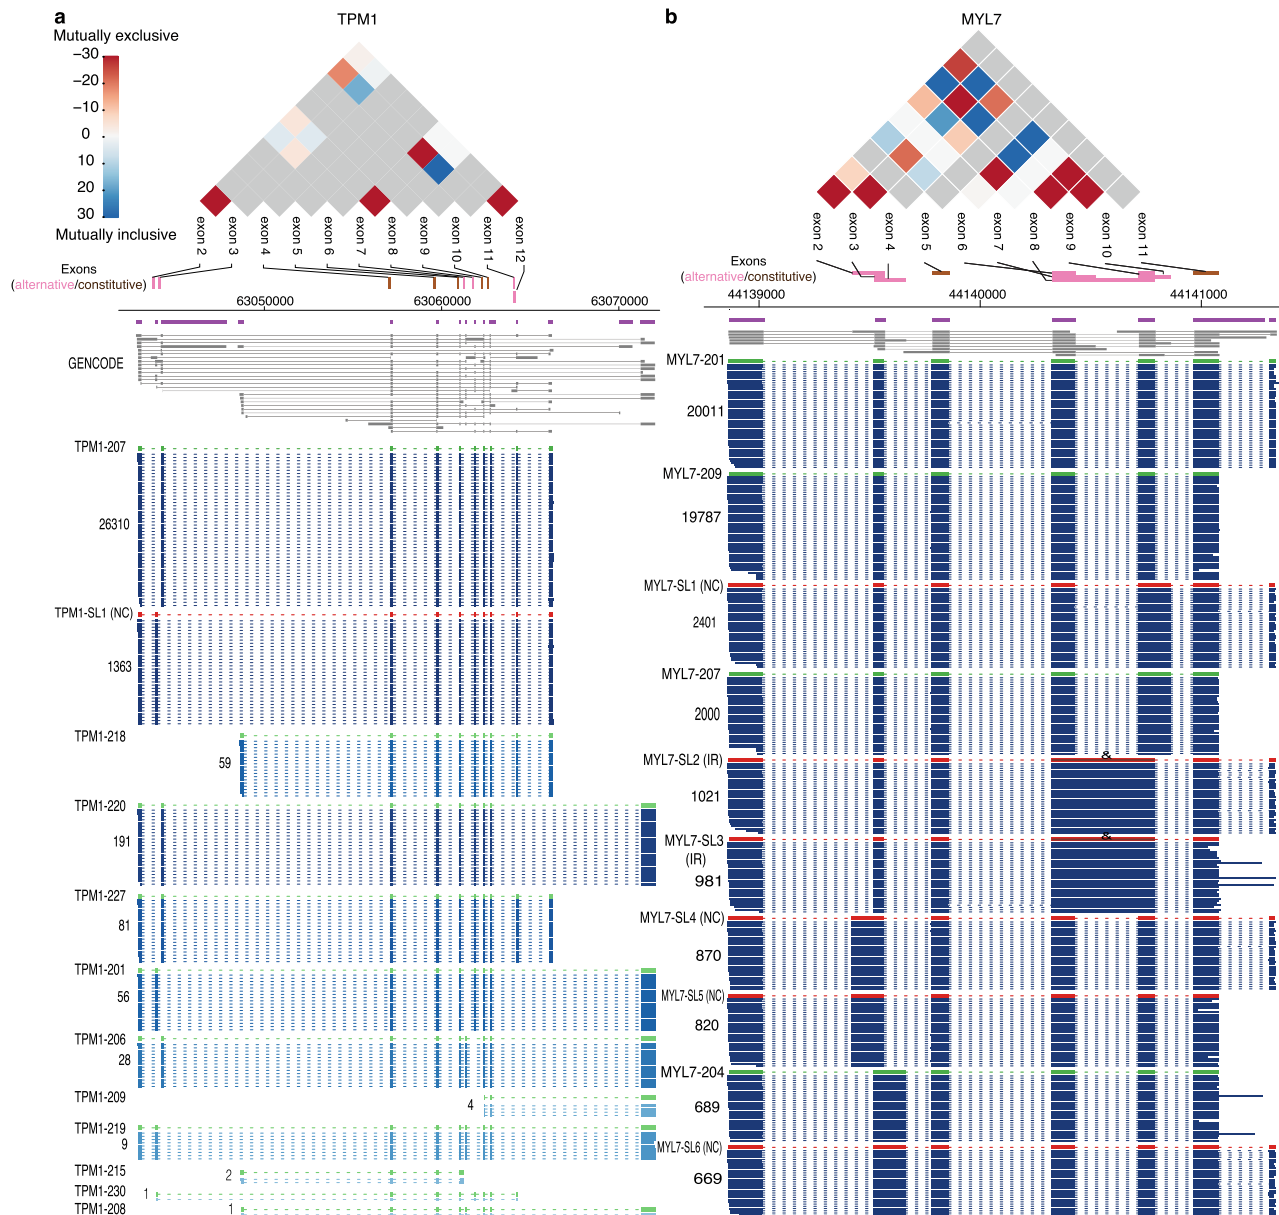 a
TPM1
Mutually exclusive
−30
−20
−10
0
10
20
30
Mutually inclusive
exon 2
exon 3
exon 4
exon 5
exon 7
exon 8
exon 9
exon 10
exon 11
exon 12
Exons
(alternative/constitutive)
63050000
63060000
63070000
GENCODE
TPM1-207
26310
TPM1-SL1 (NC)
1363
TPM1-218
59
TPM1-220
191
TPM1-227
81
TPM1-201
56
TPM1-206
28
TPM1-209
4
TPM1-219
9
TPM1-215
2
TPM1-230
1
TPM1-208
1
b
MYL7
exon 2
exon 3
exon 4
exon 5
exon 6
exon 7
exon 8
exon 9
exon 10
exon 11
Exons
(alternative/constitutive)
44139000
44140000
44141000
MYL7-201
20011
MYL7-209
19787
MYL7-SL1 (NC)
2401
MYL7-207
2000
&
MYL7-SL2 (IR)
1021
&
MYL7-SL3
(IR)
981
MYL7-SL4 (NC)
870
MYL7-SL5 (NC)
820
MYL7-204
689
MYL7-SL6 (NC)
669